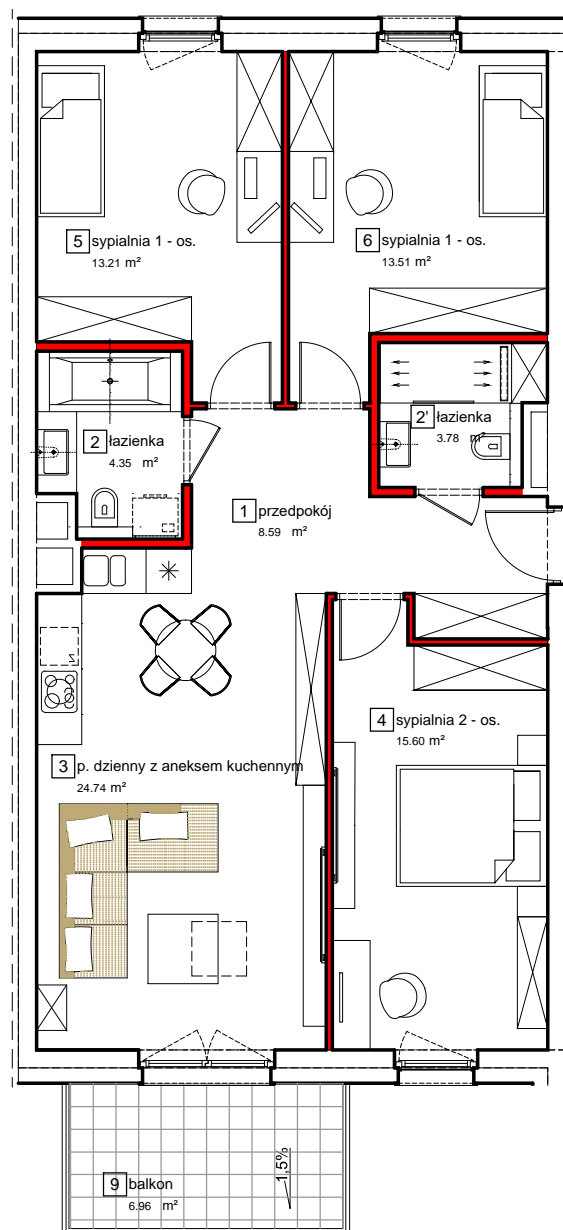 5 sypialnia 1 - os.
13.21 m²
6 sypialnia 1 - os.
13.51 m²
2 łazienka
4.35 m²
2' łazienka
3.78 m²
1 przedpokój
8.59 m²
4 sypialnia 2 - os.
15.60 m²
3 p. dzienny z aneksem kuchennym
24.74 m²
9 balkon
6.96 m²
1,5%